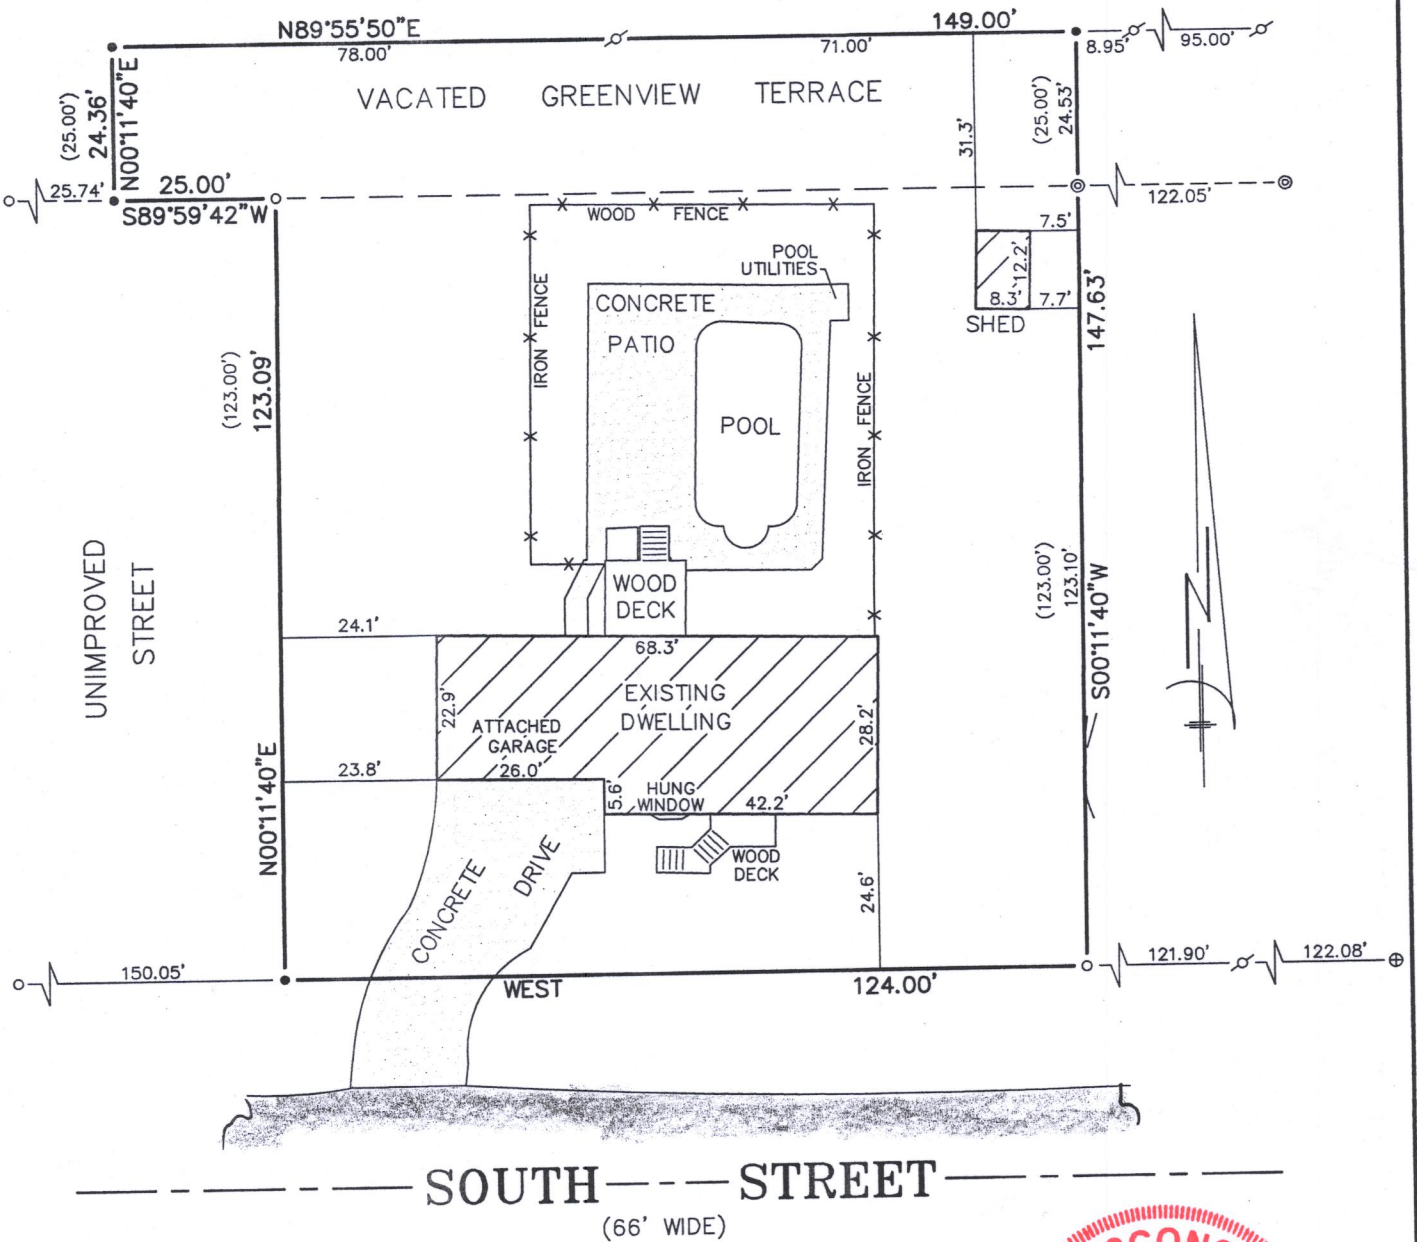 N89°55'50"E
149.00'
78.00'
71.00'
8.95'
95.00'
VACATED GREENVIEW TERRACE
(25.00')
24.36'
N00°11'40"E
31.3'
(25.00')
24.53'
25.74'
25.00'
S89°59'42"W
122.05'
WOOD FENCE
7.5'
POOL
UTILITIES
12.2'
8.3'
7.7'
SHED
IRON FENCE
CONCRETE
PATIO
POOL
IRON FENCE
147.63'
(123.00')
123.09'
(123.00')
123.10'
S00°11'40"W
UNIMPROVED
STREET
WOOD
DECK
24.1'
68.3'
22.9'
EXISTING
DWELLING
28.2'
ATTACHED
GARAGE
26.0'
23.8'
N00°11'40"E
5.6'
HUNG
WINDOW
42.2'
WOOD
DECK
24.6'
CONCRETE
DRIVE
150.05'
WEST
124.00'
121.90'
122.08'
SOUTH STREET
(66' WIDE)